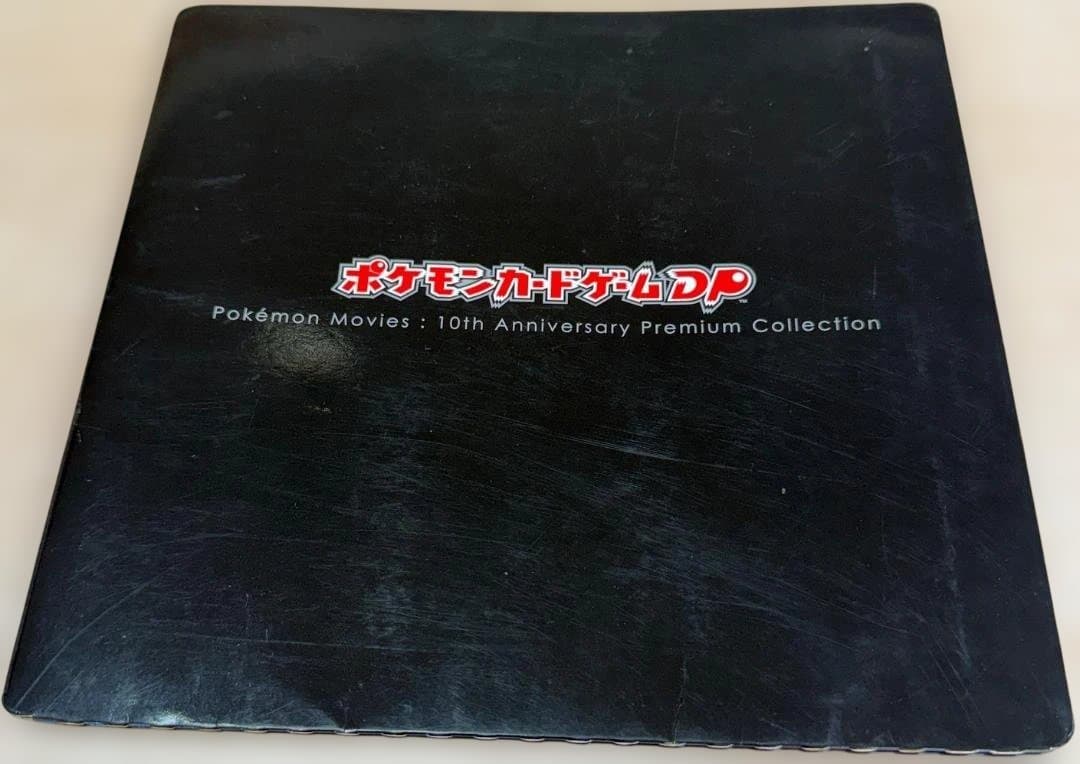 ポケモンカードゲームDP
Pokémon Movies : 10th Anniversary Premium Collection